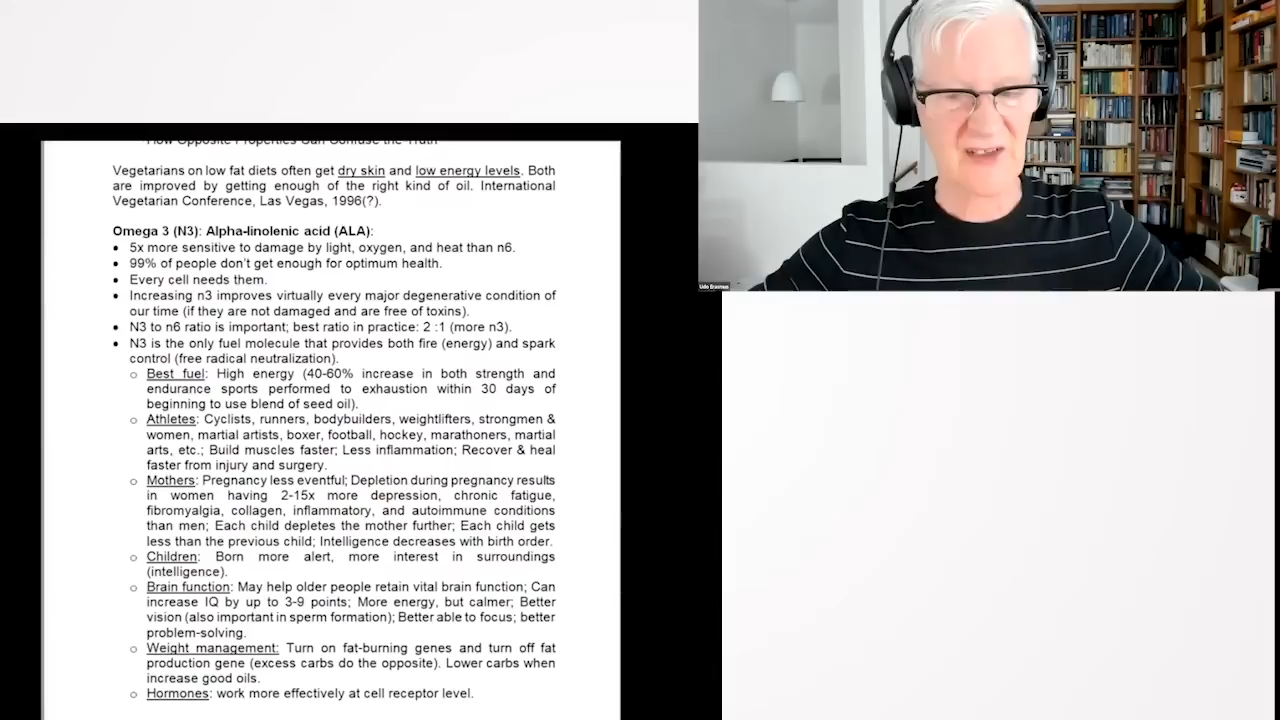 How Opposite Properties Can Confuse the Truth
Vegetarians on low fat diets often get dry skin and low energy levels. Both
are improved by getting enough of the right kind of oil. International
Vegetarian Conference, Las Vegas, 1996(?).
Omega 3 (N3): Alpha-linolenic acid (ALA):
• 5x more sensitive to damage by light, oxygen, and heat than n6.
• 99% of people don't get enough for optimum health.
• Every cell needs them.
• Increasing n3 improves virtually every major degenerative condition of
our time (if they are not damaged and are free of toxins).
• N3 to n6 ratio is important; best ratio in practice: 2 :1 (more n3).
• N3 is the only fuel molecule that provides both fire (energy) and spark
control (free radical neutralization).
o Best fuel: High energy (40-60% increase in both strength and
endurance sports performed to exhaustion within 30 days of
beginning to use blend of seed oil).
o Athletes: Cyclists, runners, bodybuilders, weightlifters, strongmen &
women, martial artists, boxer, football, hockey, marathoners, martial
arts, etc.; Build muscles faster; Less inflammation; Recover & heal
faster from injury and surgery.
o Mothers: Pregnancy less eventful; Depletion during pregnancy results
in women having 2-15x more depression, chronic fatigue,
fibromyalgia, collagen, inflammatory, and autoimmune conditions
than men; Each child depletes the mother further; Each child gets
less than the previous child; Intelligence decreases with birth order.
o Children: Born more alert, more interest in surroundings
(intelligence).
o Brain function: May help older people retain vital brain function; Can
increase IQ by up to 3-9 points; More energy, but calmer; Better
vision (also important in sperm formation); Better able to focus; better
problem-solving.
o Weight management: Turn on fat-burning genes and turn off fat
production gene (excess carbs do the opposite). Lower carbs when
increase good oils.
o Hormones: work more effectively at cell receptor level.
Udo Erasmus